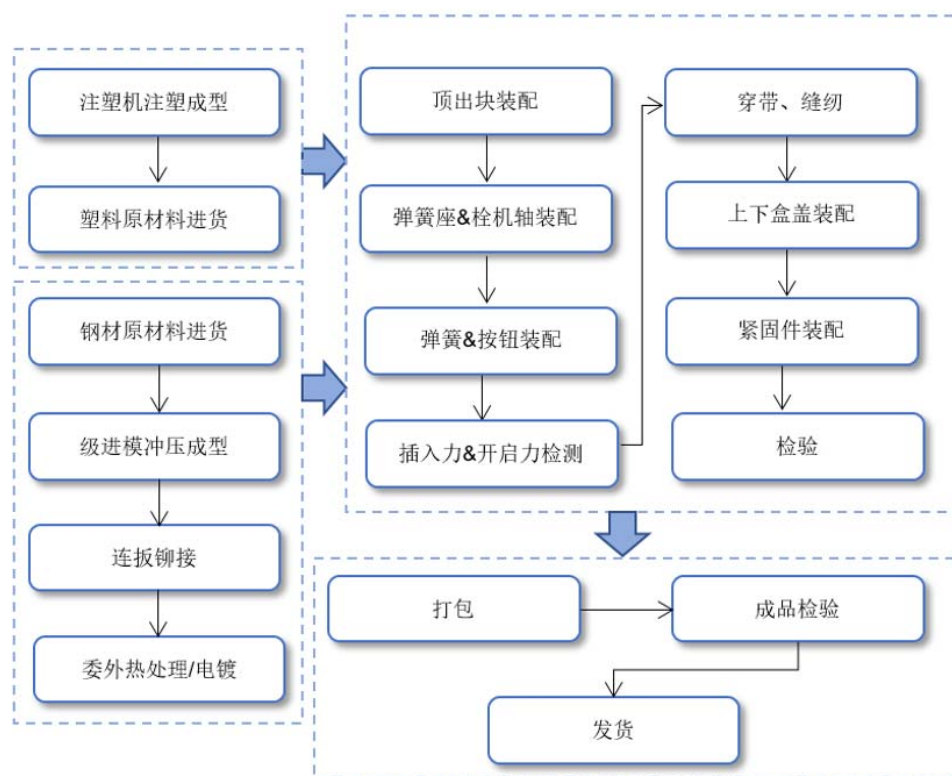 注塑机注塑成型
塑料原材料进货
钢材原材料进货
级进模冲压成型
连扳铆接
委外热处理/电镀
顶出块装配
弹簧座&栓机轴装配
弹簧&按钮装配
插入力&开启力检测
穿带、缝纫
上下盒盖装配
紧固件装配
检验
打包
成品检验
发货